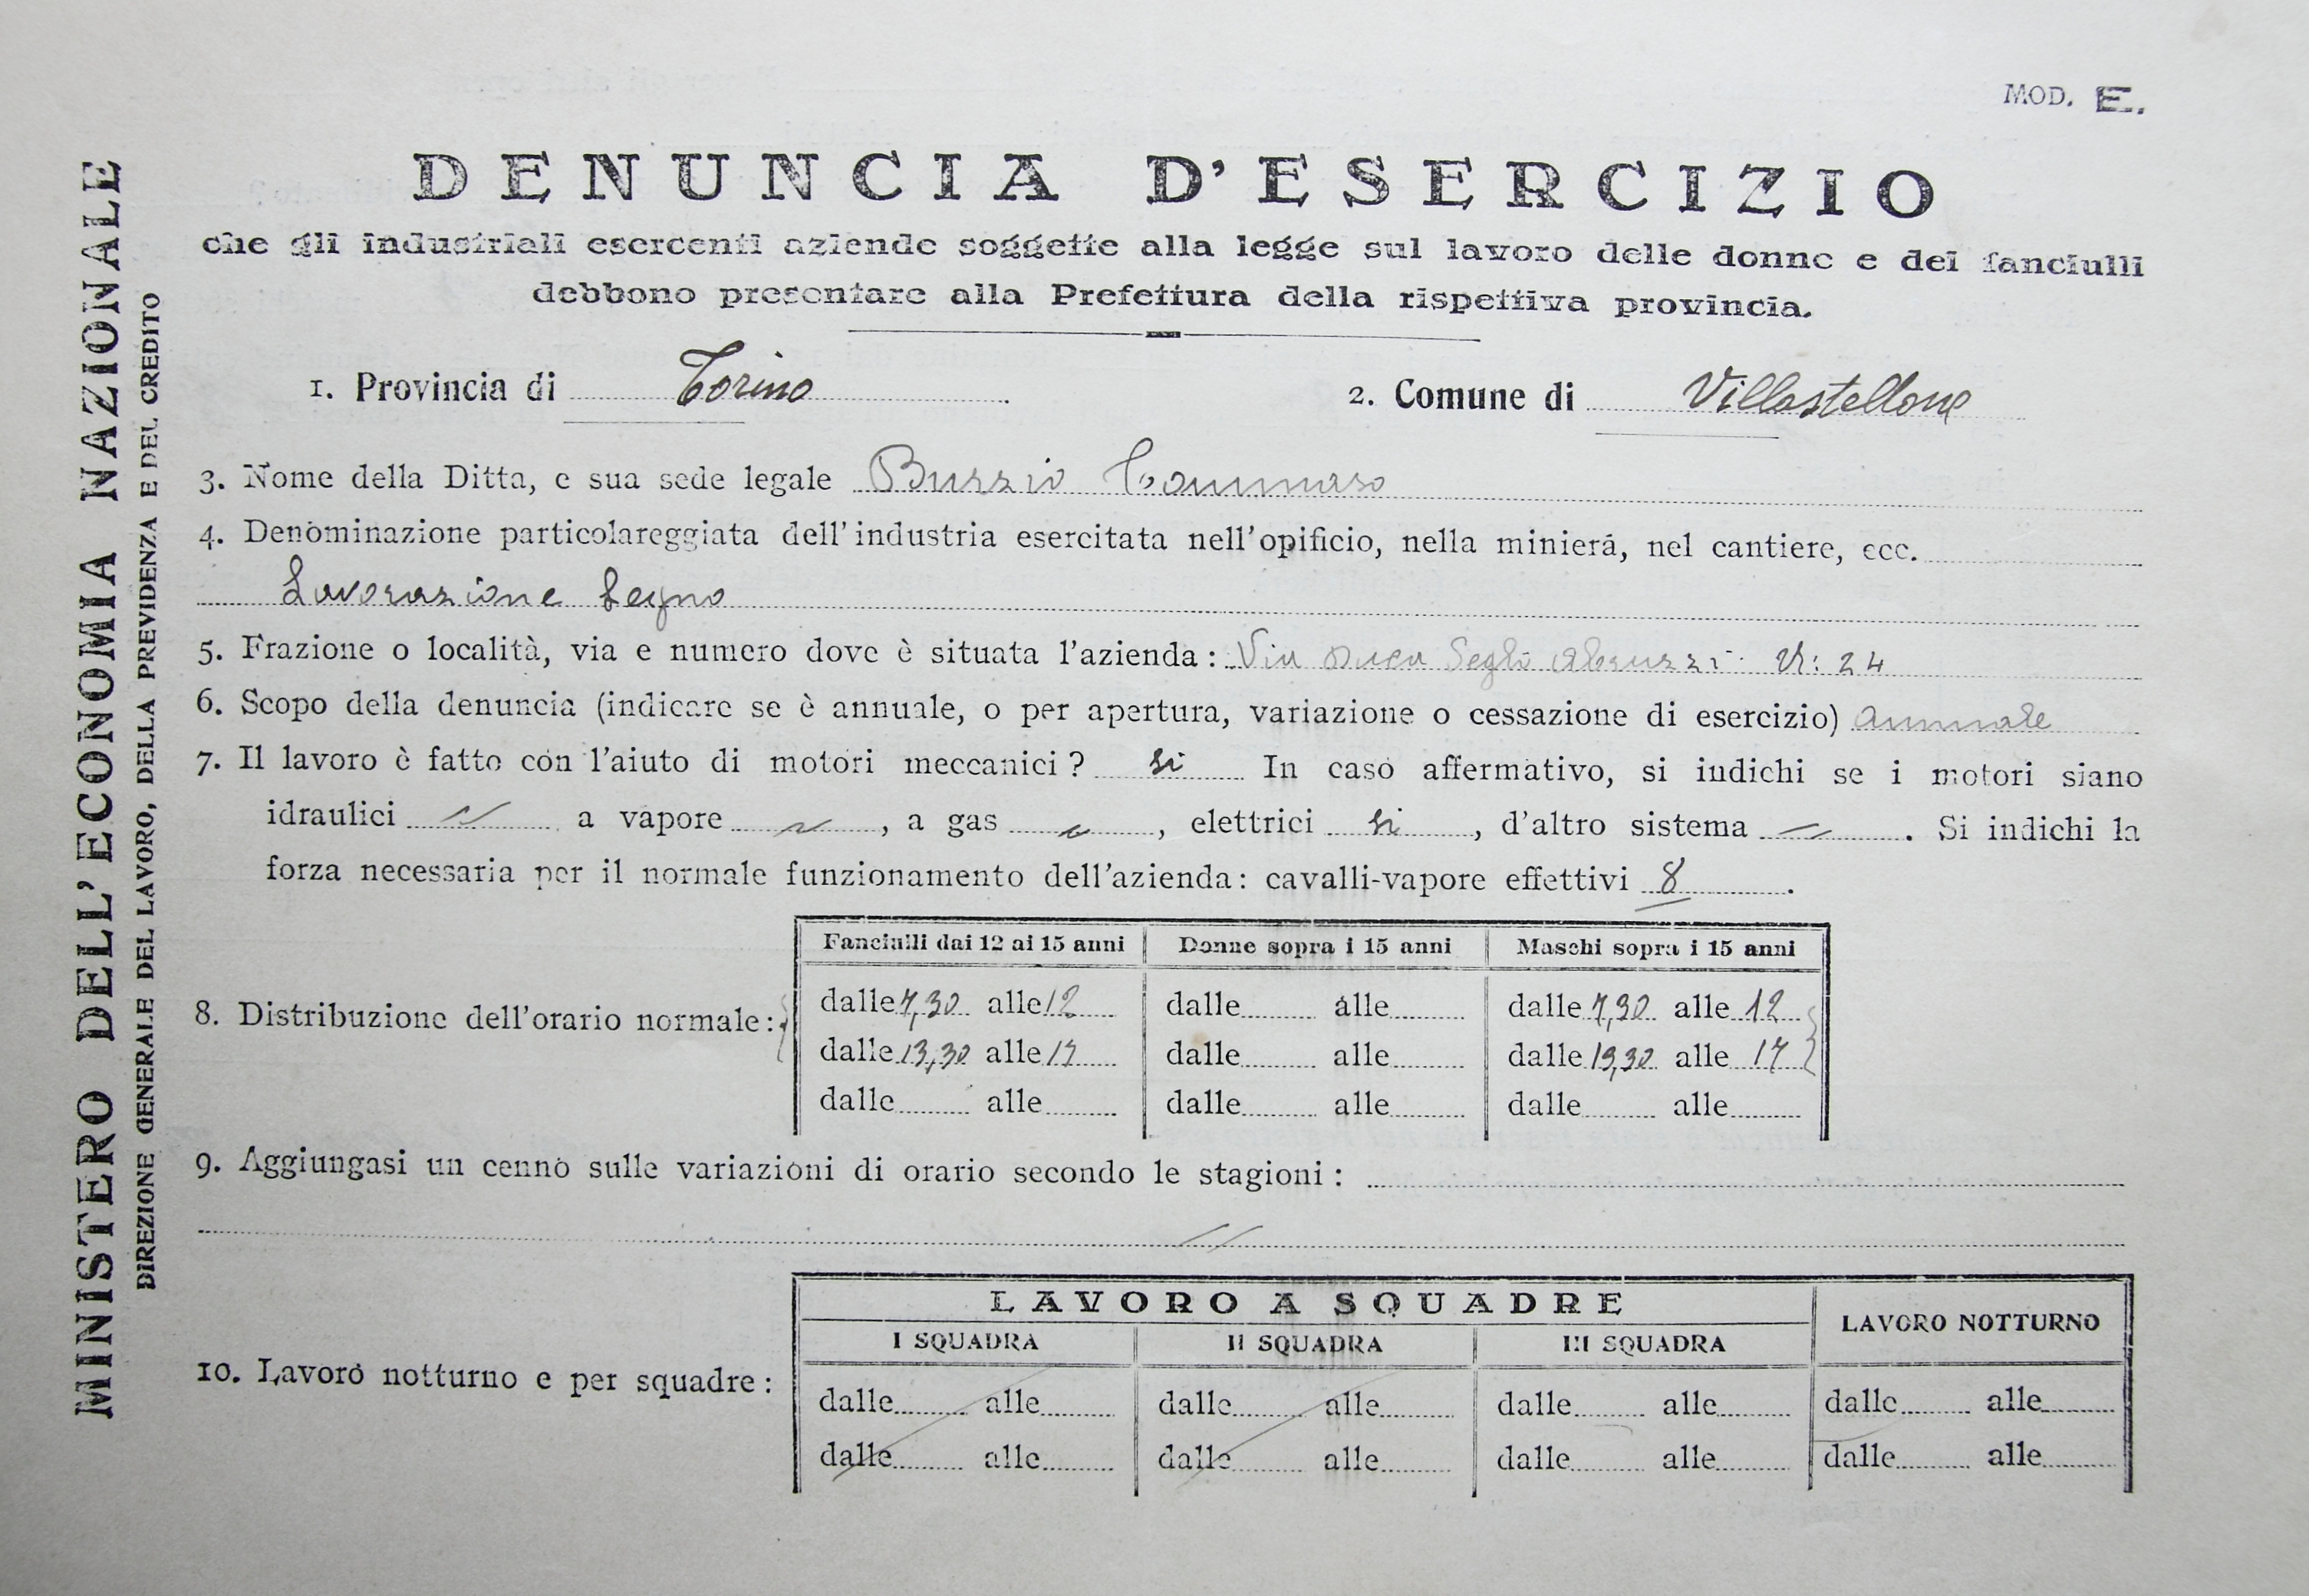 MOD. E.
MINISTERO DELL'ECONOMIA NAZIONALE
DIREZIONE GENERALE DEL LAVORO, DELLA PREVIDENZA E DEL CREDITO
DENUNCIA D'ESERCIZIO
che gli industriali esercenti aziende soggette alla legge sul lavoro delle donne e dei fanciulli
debbono presentare alla Prefettura della rispettiva provincia.
1. Provincia di Torino 2. Comune di Villastellone
3. Nome della Ditta, e sua sede legale Buzzio Tommaso
4. Denominazione particolareggiata dell'industria esercitata nell'opificio, nella miniera, nel cantiere, ecc.
Lavorazione Legno
5. Frazione o località, via e numero dove è situata l'azienda: Via Duca Degli Abruzzi N: 24
6. Scopo della denuncia (indicare se è annuale, o per apertura, variazione o cessazione di esercizio) annuale
7. Il lavoro è fatto con l'aiuto di motori meccanici? si In caso affermativo, si indichi se i motori siano
idraulici a vapore , a gas , elettrici si , d'altro sistema . Si indichi la
forza necessaria per il normale funzionamento dell'azienda: cavalli-vapore effettivi 8 .
Fanciulli dai 12 ai 15 anni Donne sopra i 15 anni Maschi sopra i 15 anni
8. Distribuzione dell'orario normale:
dalle 7,30 alle 12 dalle alle dalle 7,30 alle 12
dalle 13,30 alle 17 dalle alle dalle 13,30 alle 17
dalle alle dalle alle dalle alle
9. Aggiungasi un cenno sulle variazioni di orario secondo le stagioni:
//
LAVORO A SQUADRE LAVORO NOTTURNO
I SQUADRA II SQUADRA III SQUADRA
10. Lavoro notturno e per squadre:
dalle alle dalle alle dalle alle dalle alle
dalle alle dalle alle dalle alle dalle alle